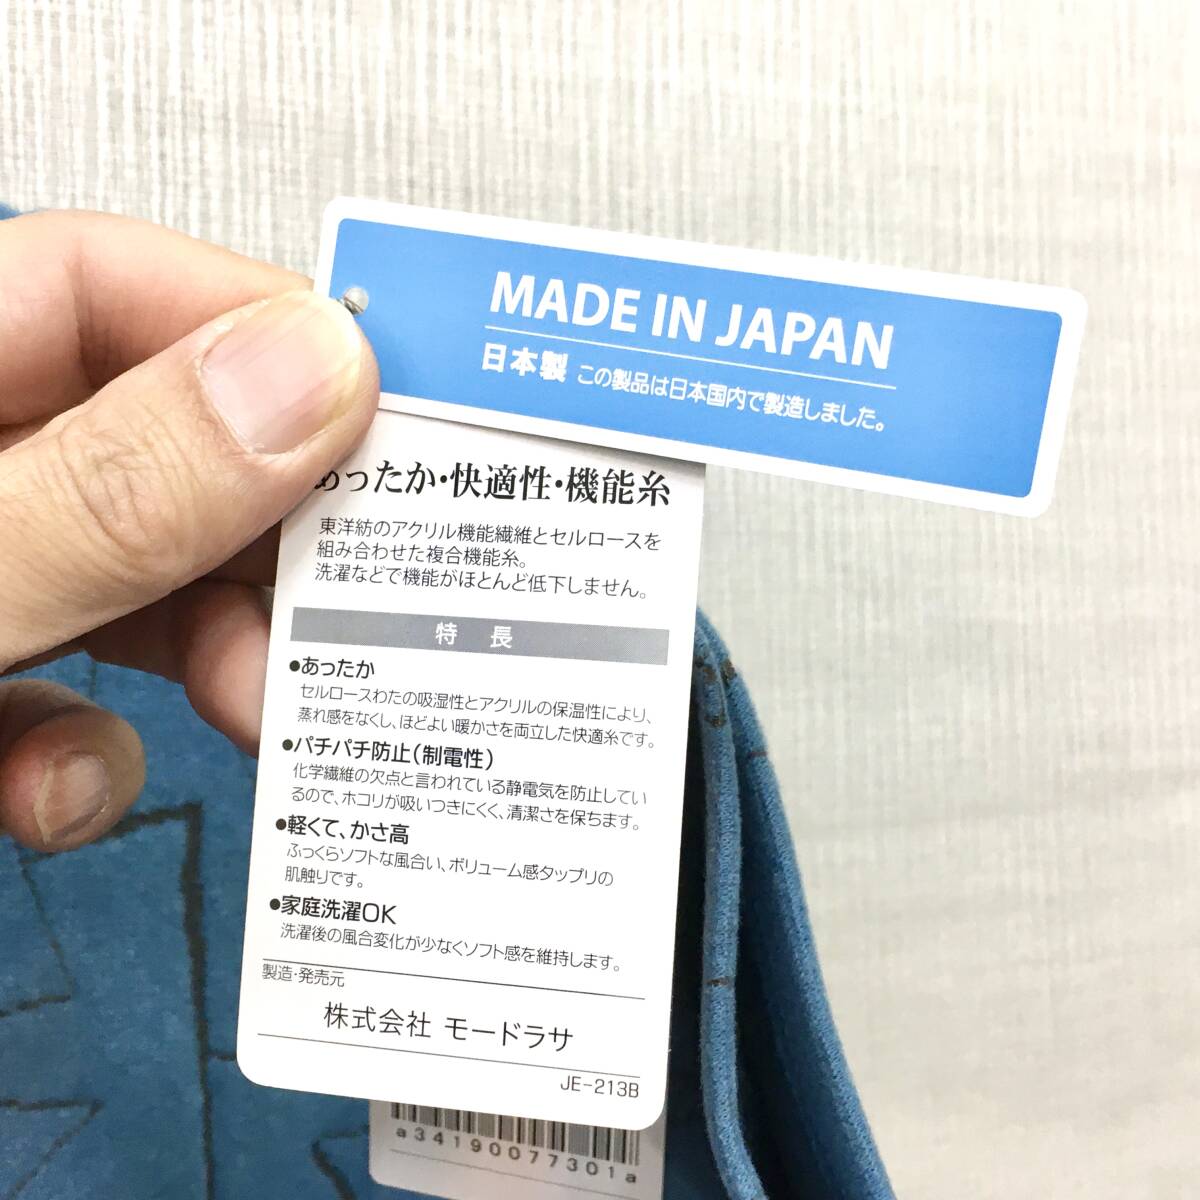 MADE IN JAPAN
日本製 この製品は日本国内で製造しました。
あったか・快適性・機能糸
東洋紡のアクリル機能繊維とセルロースを
組み合わせた複合機能糸。
洗濯などで機能がほとんど低下しません。
特 長
●あったか
セルロースわたの吸湿性とアクリルの保温性により、
蒸れ感をなくし、ほどよい暖かさを両立した快適糸です。
●パチパチ防止(制電性)
化学繊維の欠点と言われている静電気を防止してい
るので、ホコリが吸いつきにくく、清潔さを保ちます。
●軽くて、かさ高
ふっくらソフトな風合い、ボリューム感タップリの
肌触りです。
●家庭洗濯OK
洗濯後の風合変化が少なくソフト感を維持します。
製造・発売元
株式会社 モードラサ
JE-213B
a34190077301a